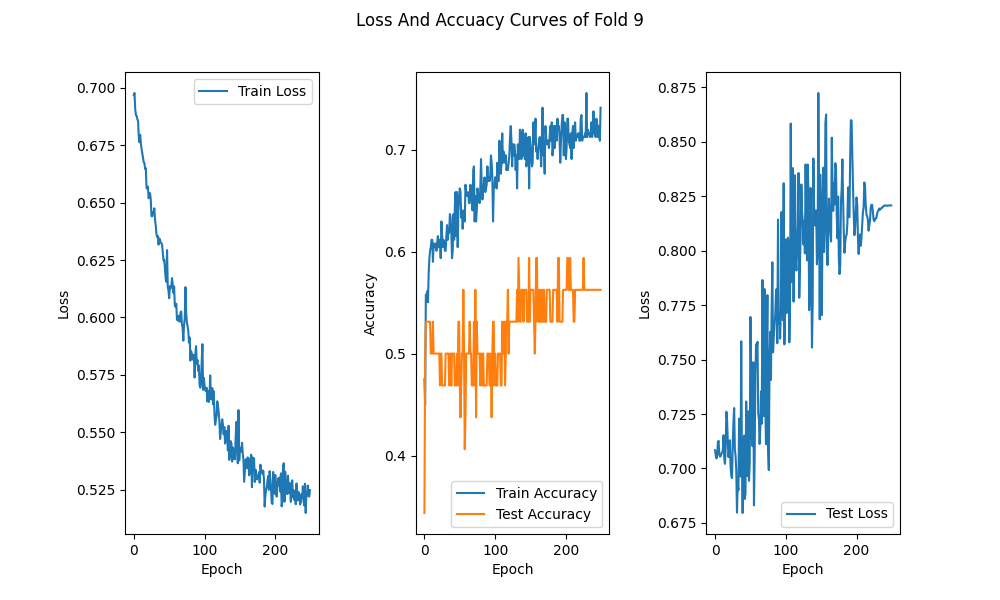 Loss And Accuacy Curves of Fold 9
0.700
0.675
0.650
0.625
0.600
0.575
0.550
0.525
Loss
0
100
200
Epoch
Train Loss
0.7
0.6
0.5
0.4
Accuracy
0
100
200
Epoch
Train Accuracy
Test Accuracy
0.875
0.850
0.825
0.800
0.775
0.750
0.725
0.700
0.675
Loss
0
100
200
Epoch
Test Loss